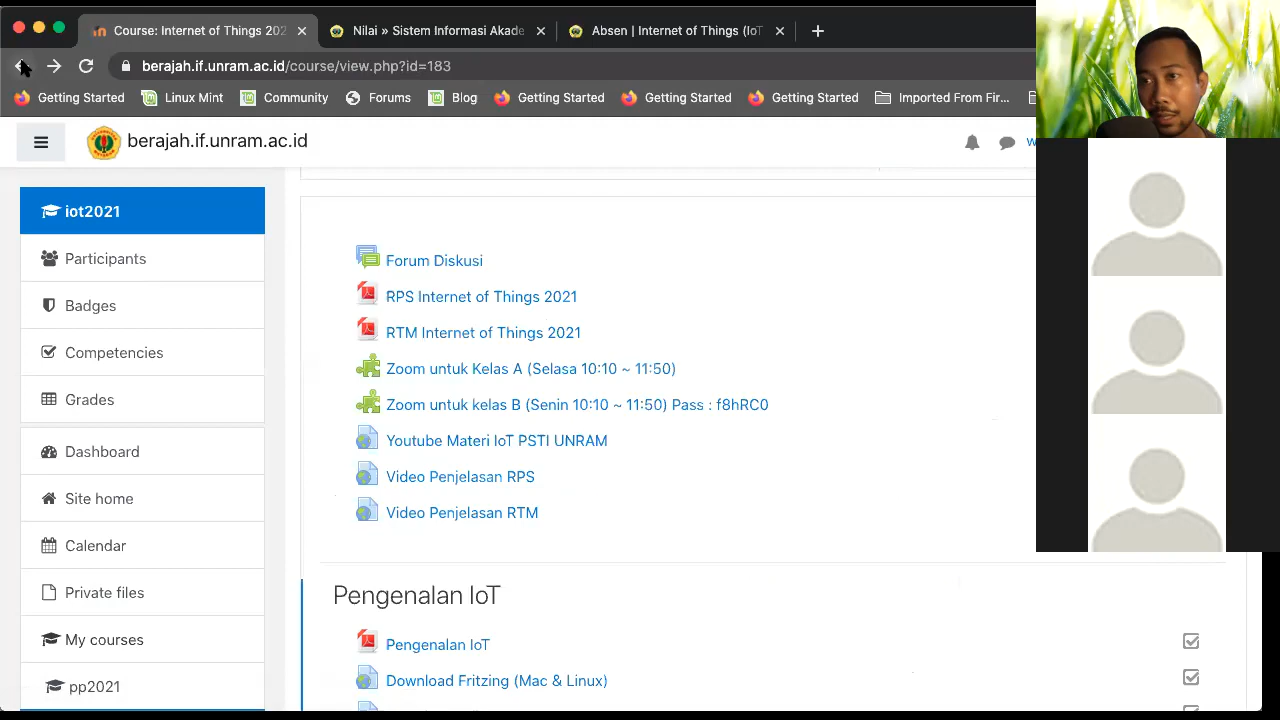 Course: Internet of Things 202
Nilai » Sistem Informasi Akade
Absen | Internet of Things (IoT
berajah.if.unram.ac.id/course/view.php?id=183
Getting Started
Linux Mint
Community
Forums
Blog
Getting Started
Getting Started
Getting Started
Imported From Fir...
berajah.if.unram.ac.id
iot2021
Participants
Badges
Competencies
Grades
Dashboard
Site home
Calendar
Private files
My courses
pp2021
Forum Diskusi
RPS Internet of Things 2021
RTM Internet of Things 2021
Zoom untuk Kelas A (Selasa 10:10 ~ 11:50)
Zoom untuk kelas B (Senin 10:10 ~ 11:50) Pass : f8hRC0
Youtube Materi IoT PSTI UNRAM
Video Penjelasan RPS
Video Penjelasan RTM
Pengenalan IoT
Pengenalan IoT
Download Fritzing (Mac & Linux)